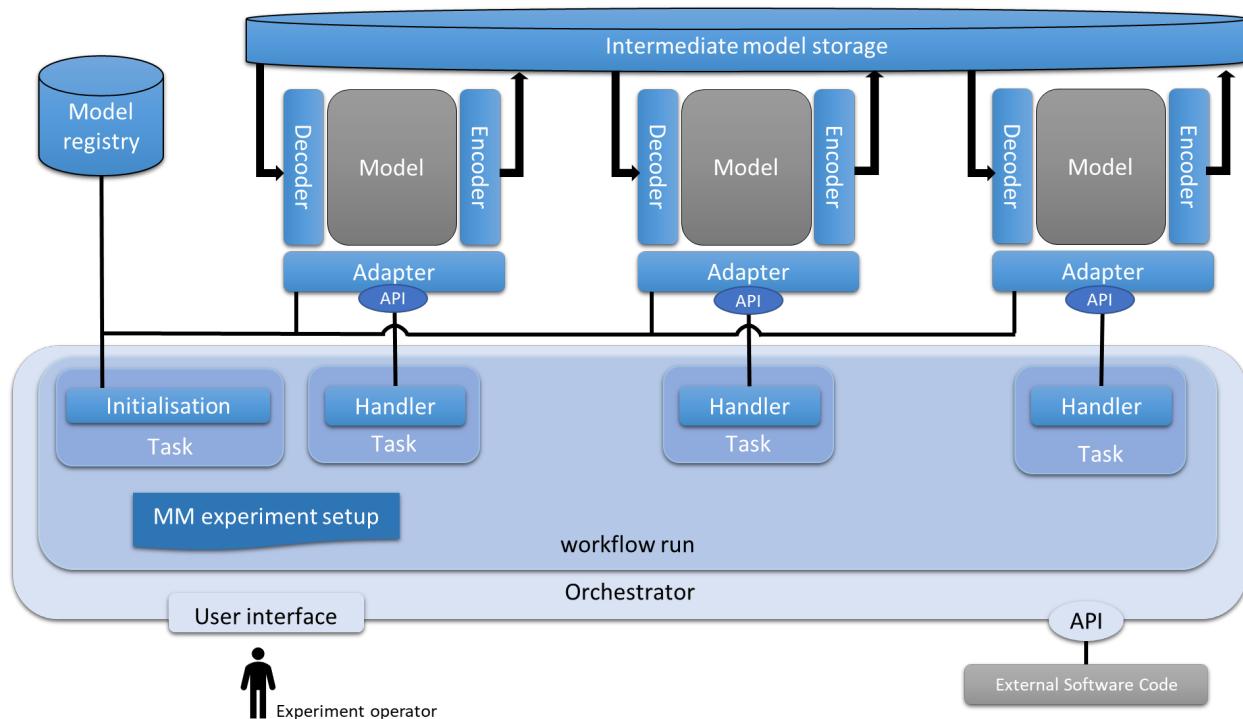 Intermediate model storage
Model
registry
Decoder
Model
Encoder
Decoder
Model
Encoder
Decoder
Model
Encoder
Adapter
Adapter
Adapter
API
API
API
Initialisation
Handler
Handler
Handler
Task
Task
Task
Task
MM experiment setup
workflow run
Orchestrator
User interface
API
External Software Code
Experiment operator